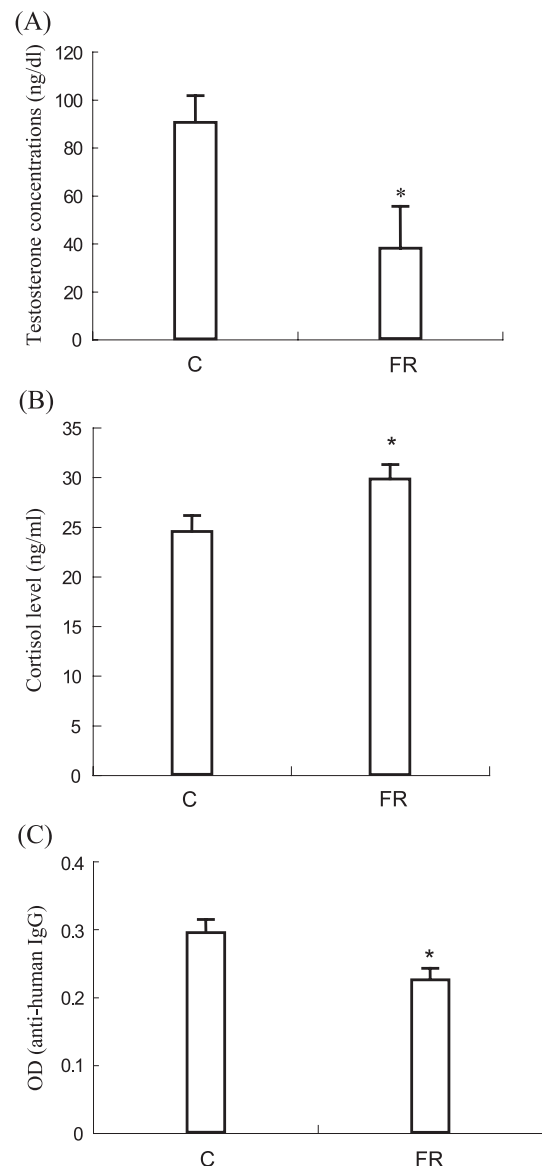 (A)
Testosterone concentrations (ng/dl)
120
100
80
60
40
20
0
*
C
FR
(B)
Cortisol level (ng/ml)
35
30
25
20
15
10
5
0
*
C
FR
(C)
OD (anti-human IgG)
0.4
0.3
0.2
0.1
0
*
C
FR